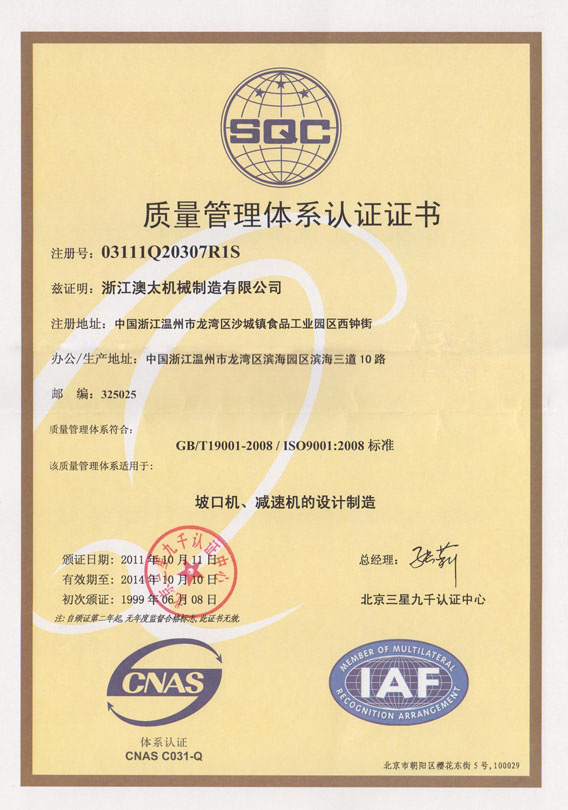 SQC
质量管理体系认证证书
注册号：03111Q20307R1S
兹证明：浙江澳太机械制造有限公司
注册地址：中国浙江温州市龙湾区沙城镇食品工业园区西钟街
办公/生产地址：中国浙江温州市龙湾区滨海园区滨海三道10路
邮 编：325025
质量管理体系符合：
GB/T19001-2008 / ISO9001:2008 标准
该质量管理体系适用于：
坡口机、减速机的设计制造
颁证日期：2011年10月11日
有效期至：2014年10月10日
初次颁证：1999年06月08日
总经理：
北京三星九千认证中心
注: 自颁证第二年起, 无年度监督合格标志, 此证书无效.
北京三星九千认证中心
CNAS
体系认证
CNAS C031-Q
MEMBER OF MULTILATERAL
IAF
RECOGNITION ARRANGEMENT
北京市朝阳区樱花东街5号,100029